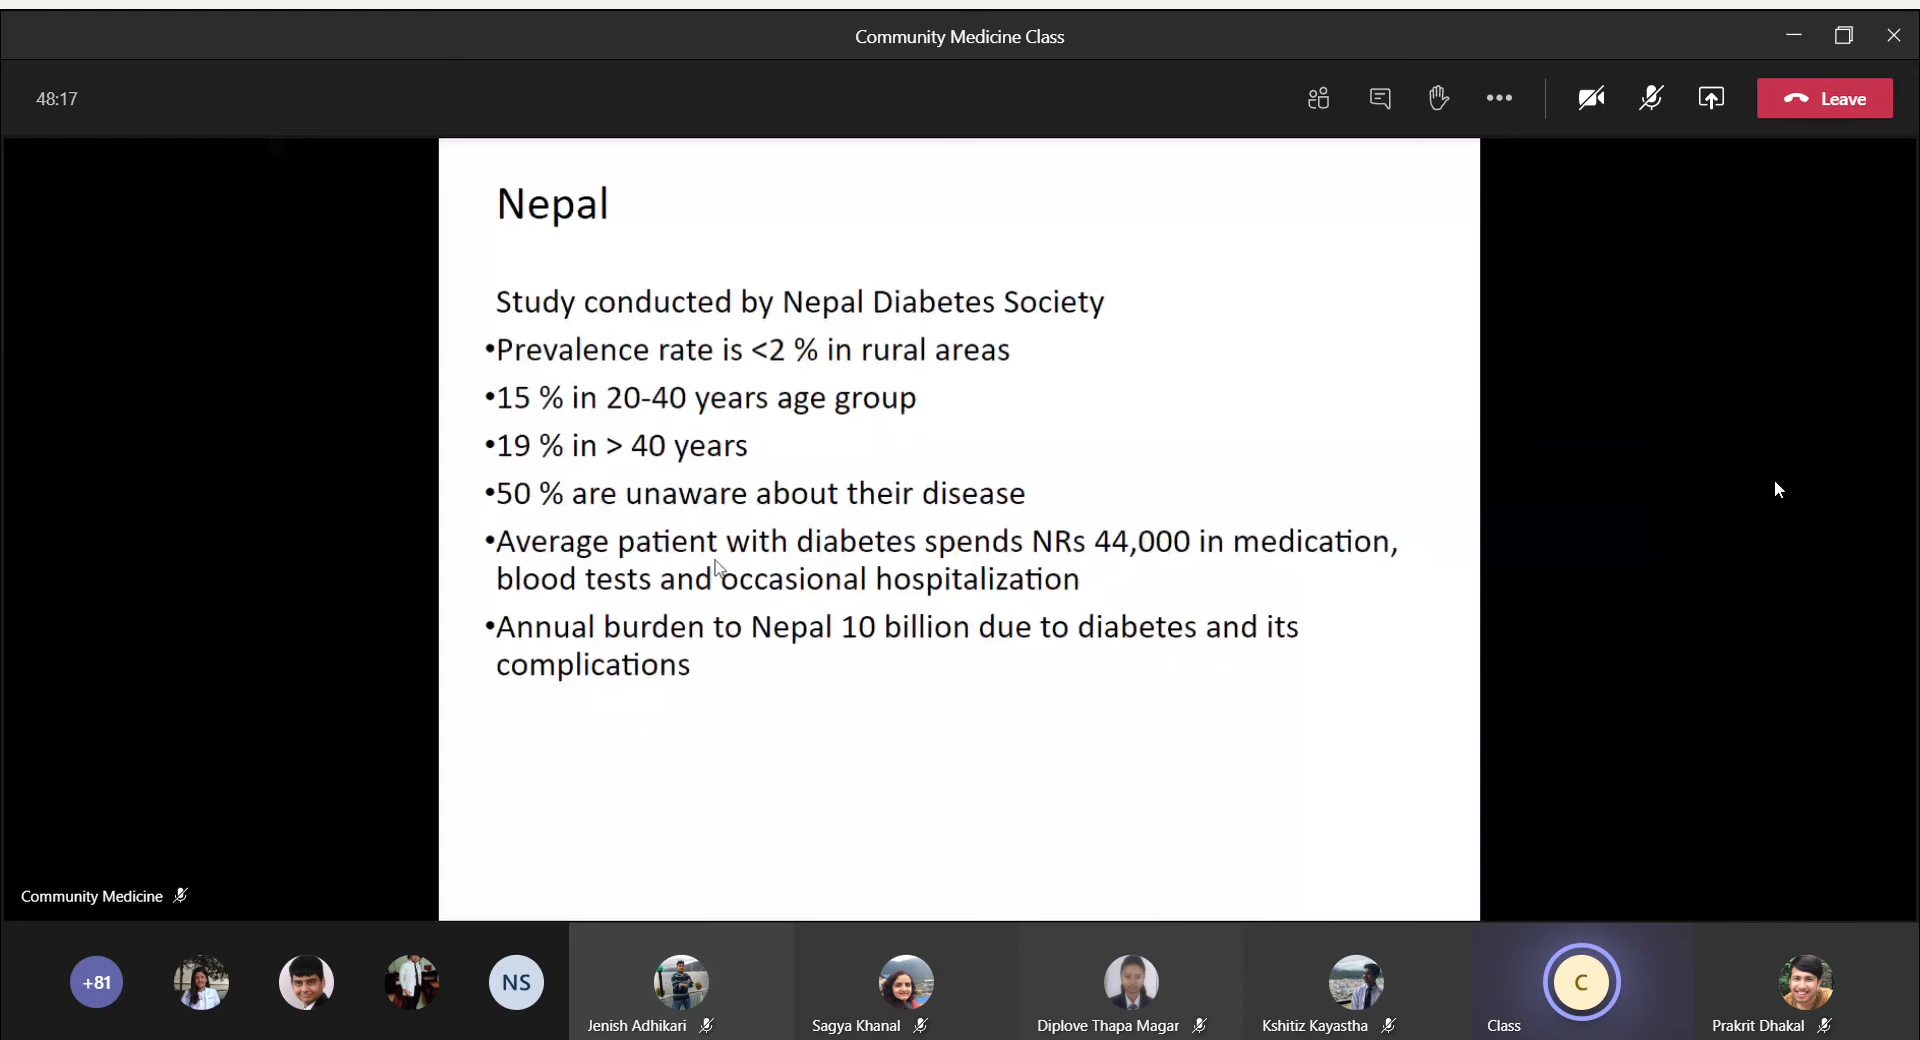 Community Medicine Class
48:17
Leave
Nepal
Study conducted by Nepal Diabetes Society
•Prevalence rate is <2 % in rural areas
•15 % in 20-40 years age group
•19 % in > 40 years
•50 % are unaware about their disease
•Average patient with diabetes spends NRs 44,000 in medication,
blood tests and occasional hospitalization
•Annual burden to Nepal 10 billion due to diabetes and its
complications
Community Medicine
+81
NS
C
Jenish Adhikari
Sagya Khanal
Diplove Thapa Magar
Kshitiz Kayastha
Class
Prakrit Dhakal